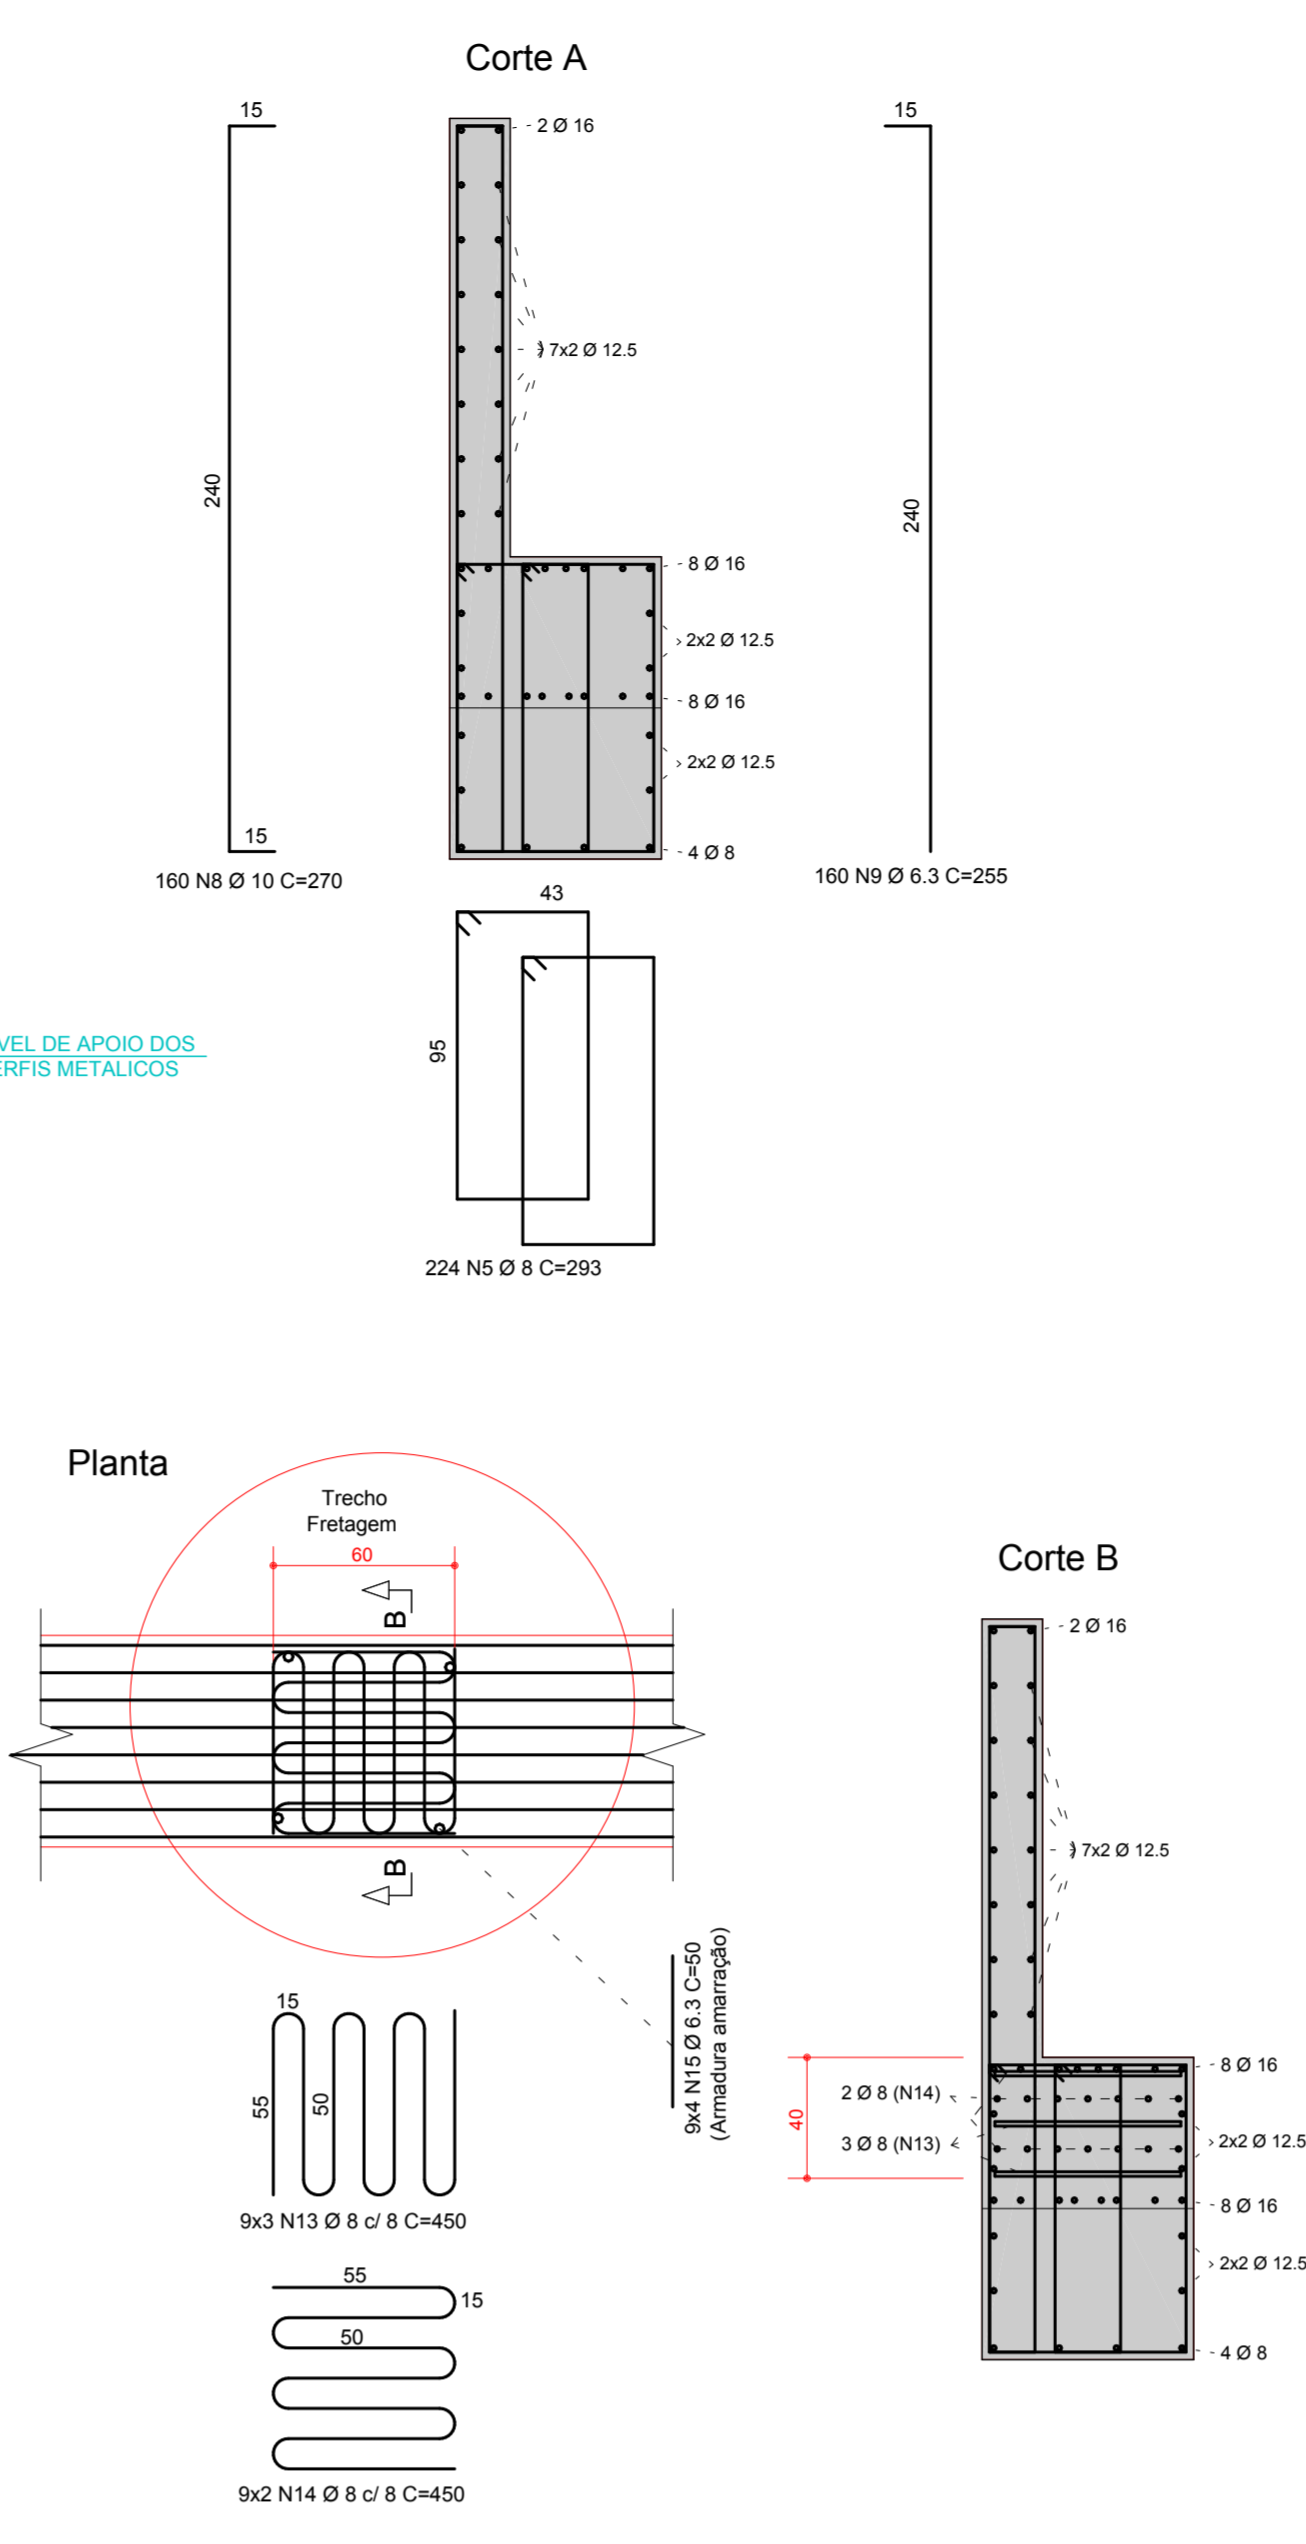 Corte A
15
240
15
160 N8 Ø 10 C=270
2 Ø 16
7x2 Ø 12.5
8 Ø 16
2x2 Ø 12.5
8 Ø 16
2x2 Ø 12.5
4 Ø 8
15
240
160 N9 Ø 6.3 C=255
43
95
224 N5 Ø 8 C=293
VEL DE APOIO DOS
ERFIS METALICOS
Planta
Trecho
Fretagem
60
B
B
15
55
50
9x3 N13 Ø 8 c/ 8 C=450
9x4 N15 Ø 6.3 C=50
(Armadura amarração)
55
15
50
9x2 N14 Ø 8 c/ 8 C=450
Corte B
2 Ø 16
7x2 Ø 12.5
40
2 Ø 8 (N14)
3 Ø 8 (N13)
8 Ø 16
2x2 Ø 12.5
8 Ø 16
2x2 Ø 12.5
4 Ø 8